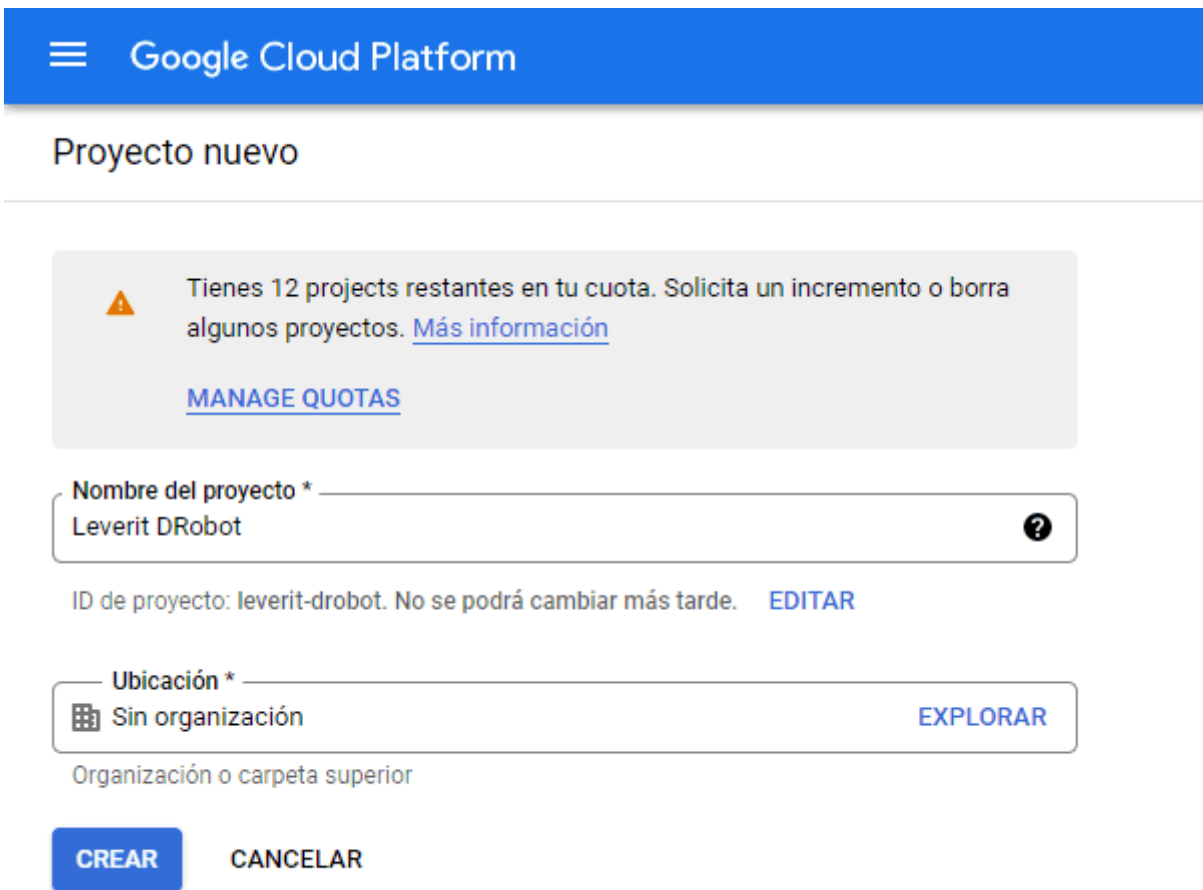 Google Cloud Platform
Proyecto nuevo
Tienes 12 projects restantes en tu cuota. Solicita un incremento o borra
algunos proyectos. Más información
MANAGE QUOTAS
Nombre del proyecto *
Leverit DRobot
ID de proyecto: leverit-drobot. No se podrá cambiar más tarde. EDITAR
Ubicación *
Sin organización EXPLORAR
Organización o carpeta superior
CREAR CANCELAR